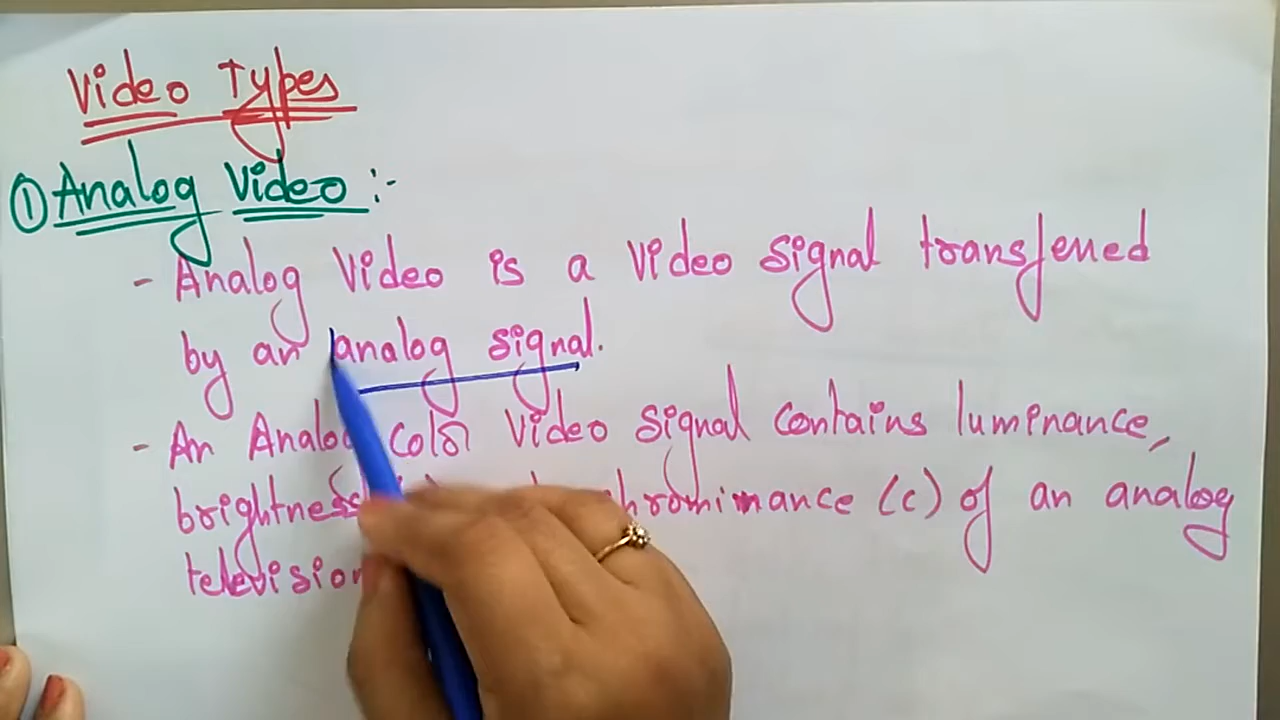 Video Types
① Analog Video :-
- Analog Video is a video signal transferred
by an analog signal.
- An Analog color video signal contains luminance,
brightness chrominance (c) of an analog
television